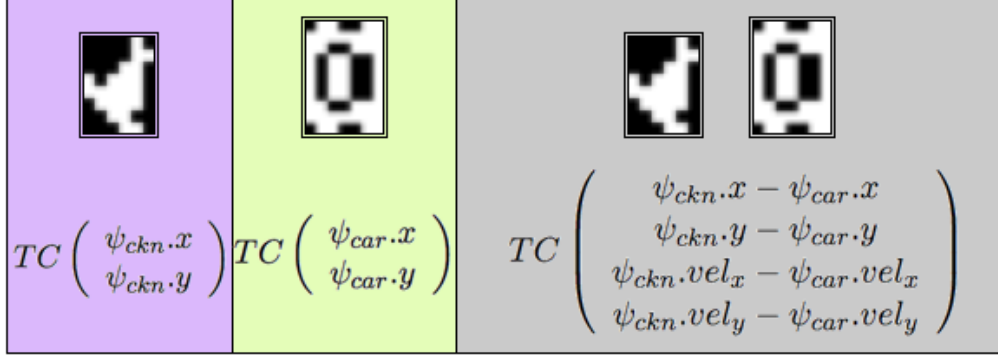 TC ( ψ_ckn.x
ψ_ckn.y )
TC ( ψ_car.x
ψ_car.y )
TC ( ψ_ckn.x − ψ_car.x
ψ_ckn.y − ψ_car.y
ψ_ckn.vel_x − ψ_car.vel_x
ψ_ckn.vel_y − ψ_car.vel_y )